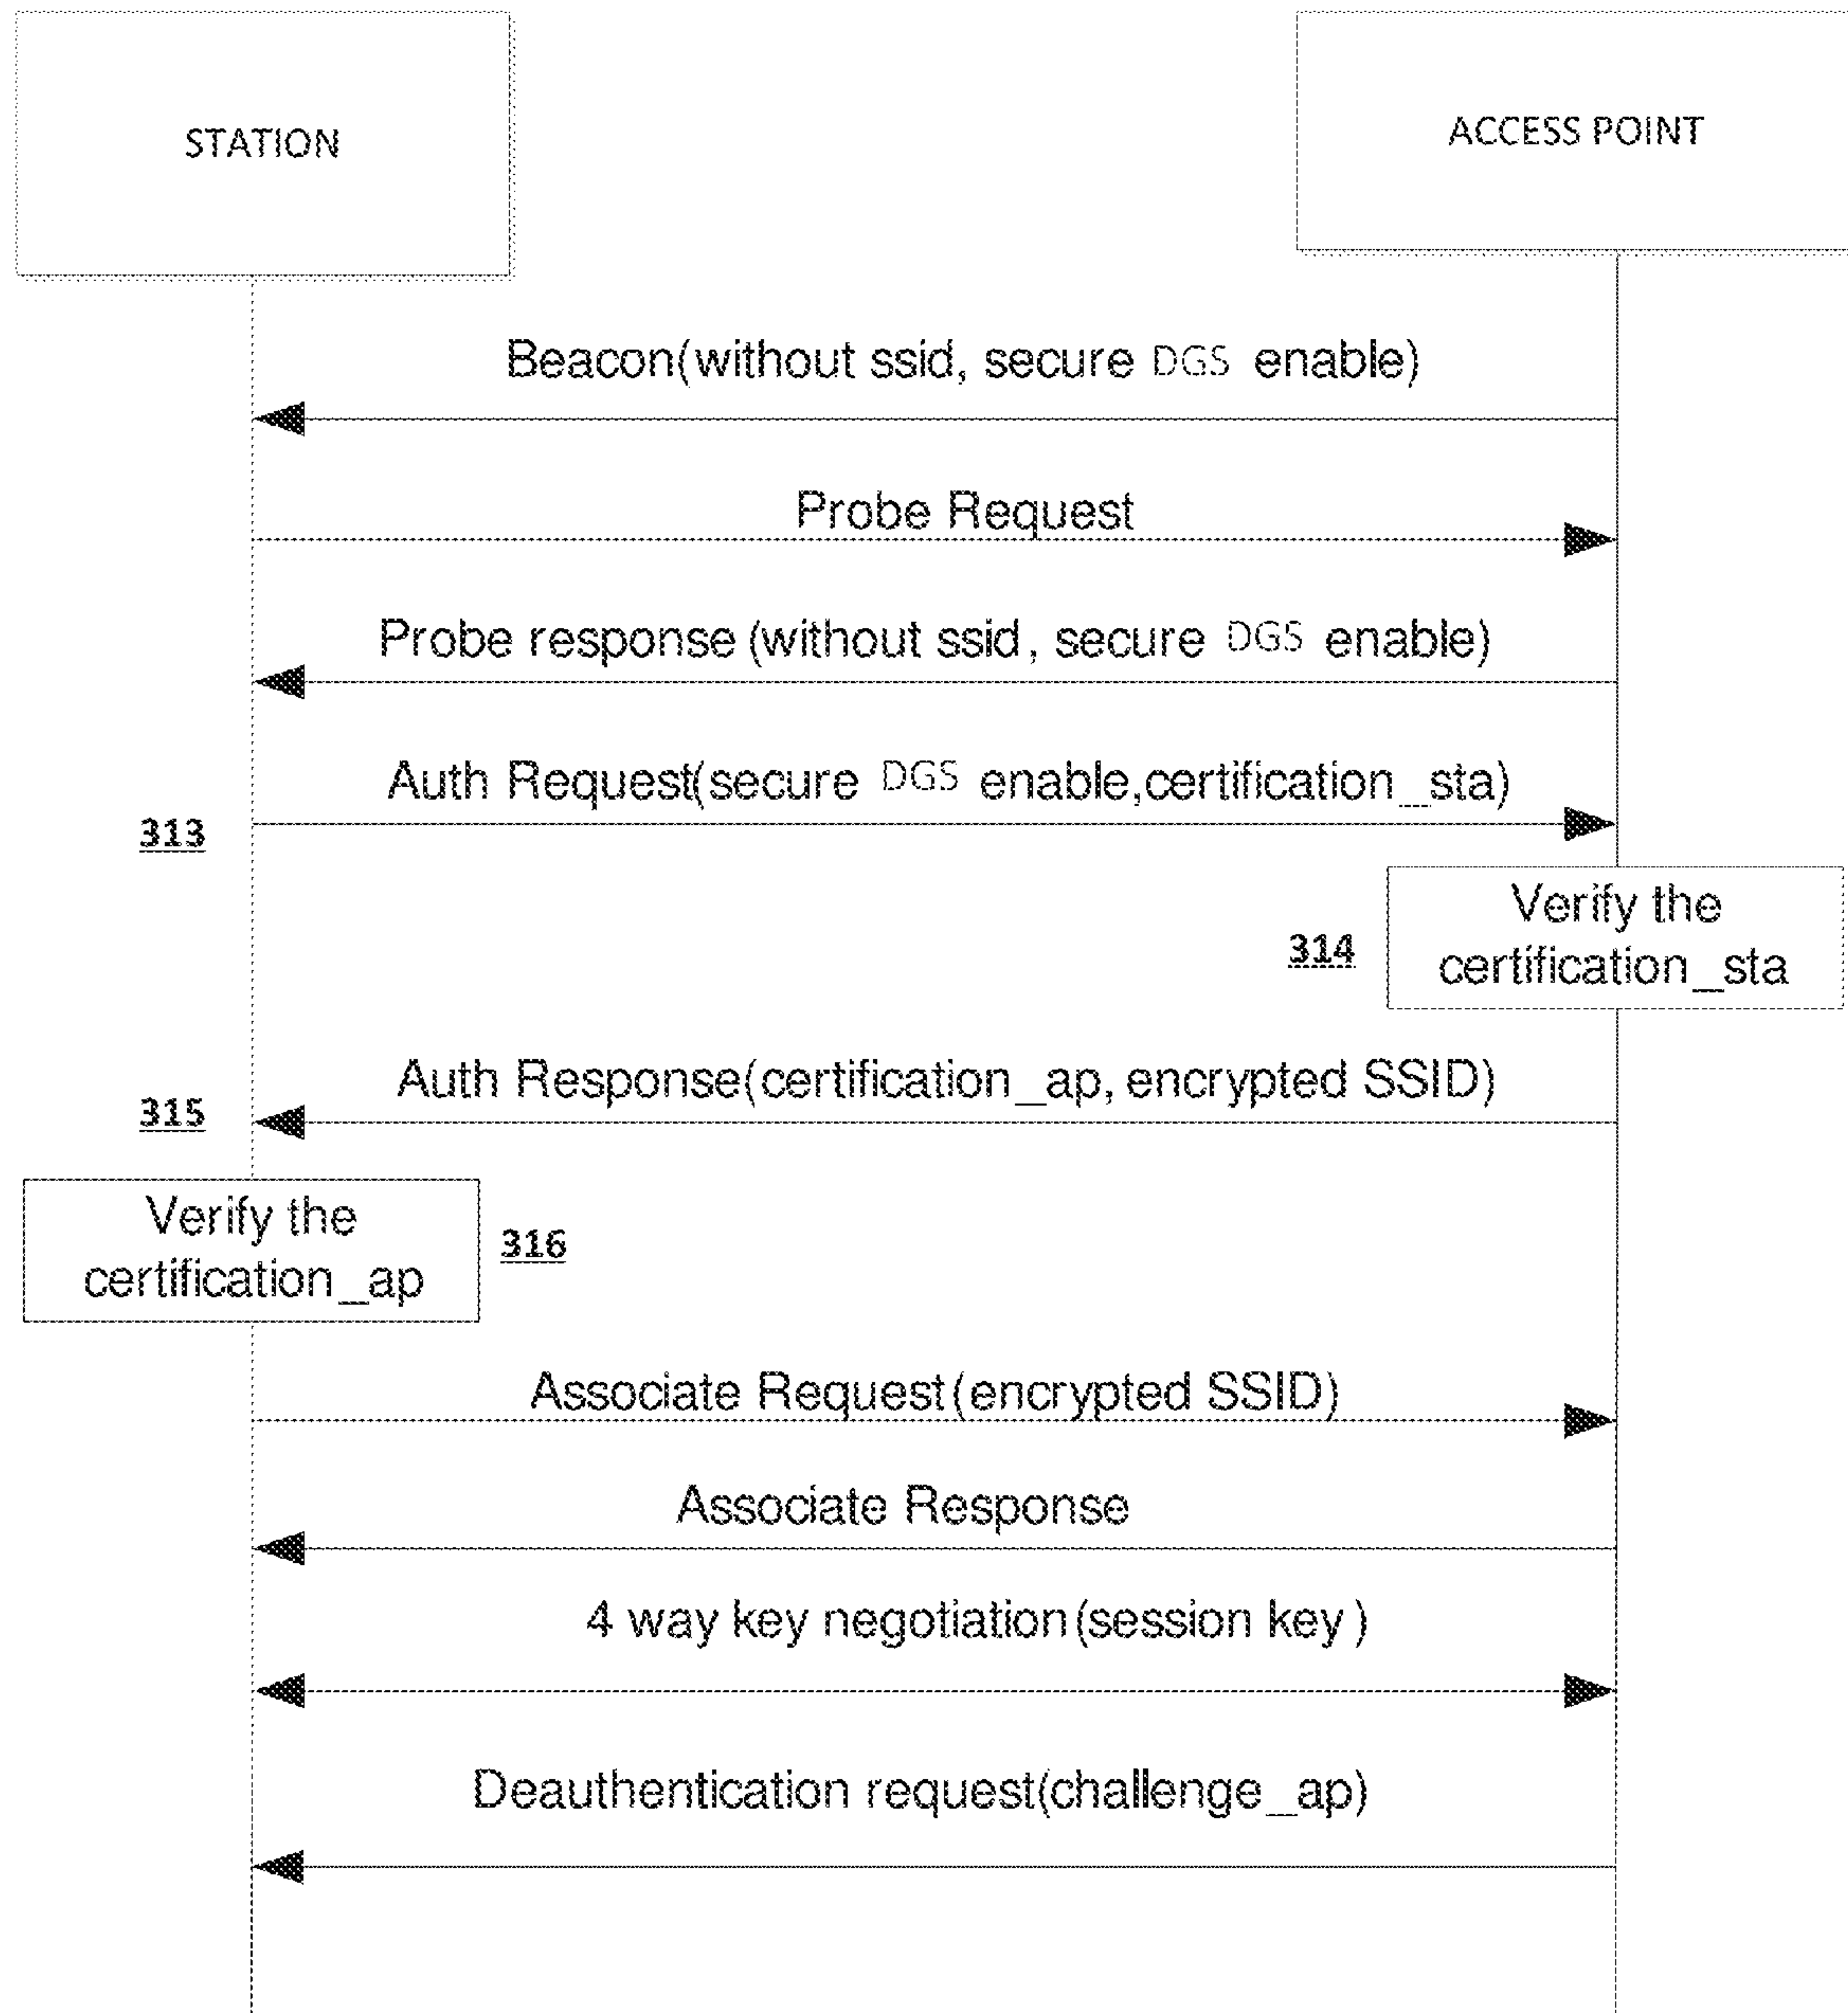 STATION
ACCESS POINT
Beacon(without ssid, secure DGS enable)
Probe Request
Probe response (without ssid, secure DGS enable)
Auth Request(secure DGS enable,certification_sta)
313
Verify the
certification_sta
314
Auth Response(certification_ap, encrypted SSID)
315
Verify the
certification_ap
316
Associate Request(encrypted SSID)
Associate Response
4 way key negotiation(session key )
Deauthentication request(challenge_ap)